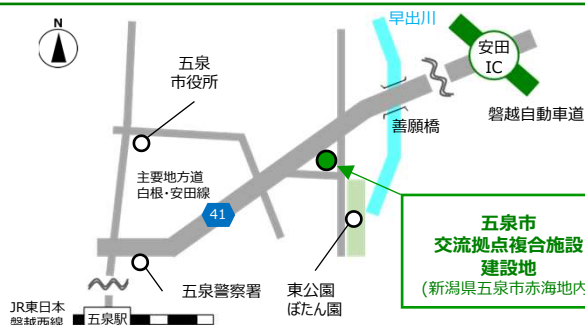 N
早出川
安田
IC
五泉
市役所
善願橋
磐越自動車道
主要地方道
白根・安田線
41
五泉市
交流拠点複合施設
建設地
(新潟県五泉市赤海地内
五泉警察署
東公園
ぼたん園
JR東日本
磐越西線
五泉駅